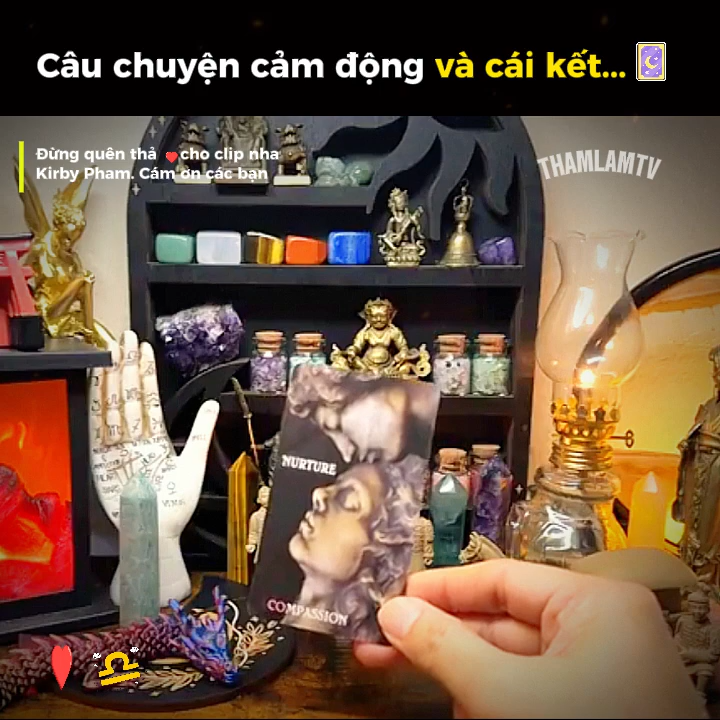 Câu chuyện cảm động và cái kết...
Đừng quên thả ❤️cho clip nha
Kirby Pham. Cám ơn các bạn
THAMLAMTV
NURTURE
COMPASSION